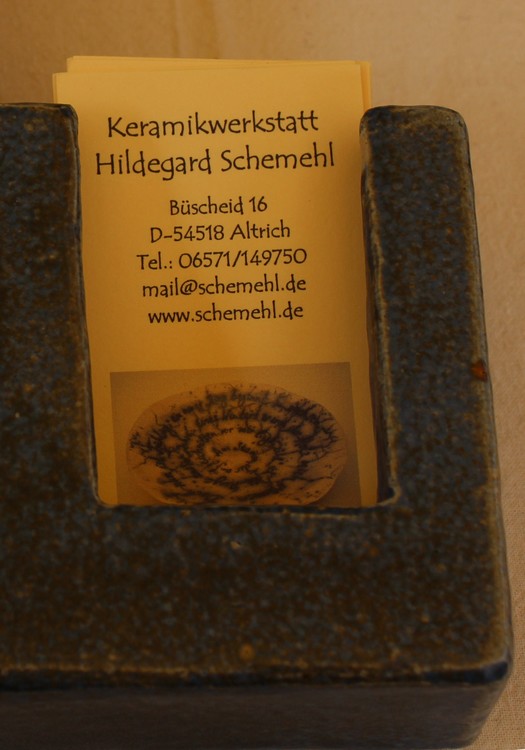 Keramikwerkstatt
Hildegard Schemehl
Büscheid 16
D-54518 Altrich
Tel.: 06571/149750
mail@schemehl.de
www.schemehl.de